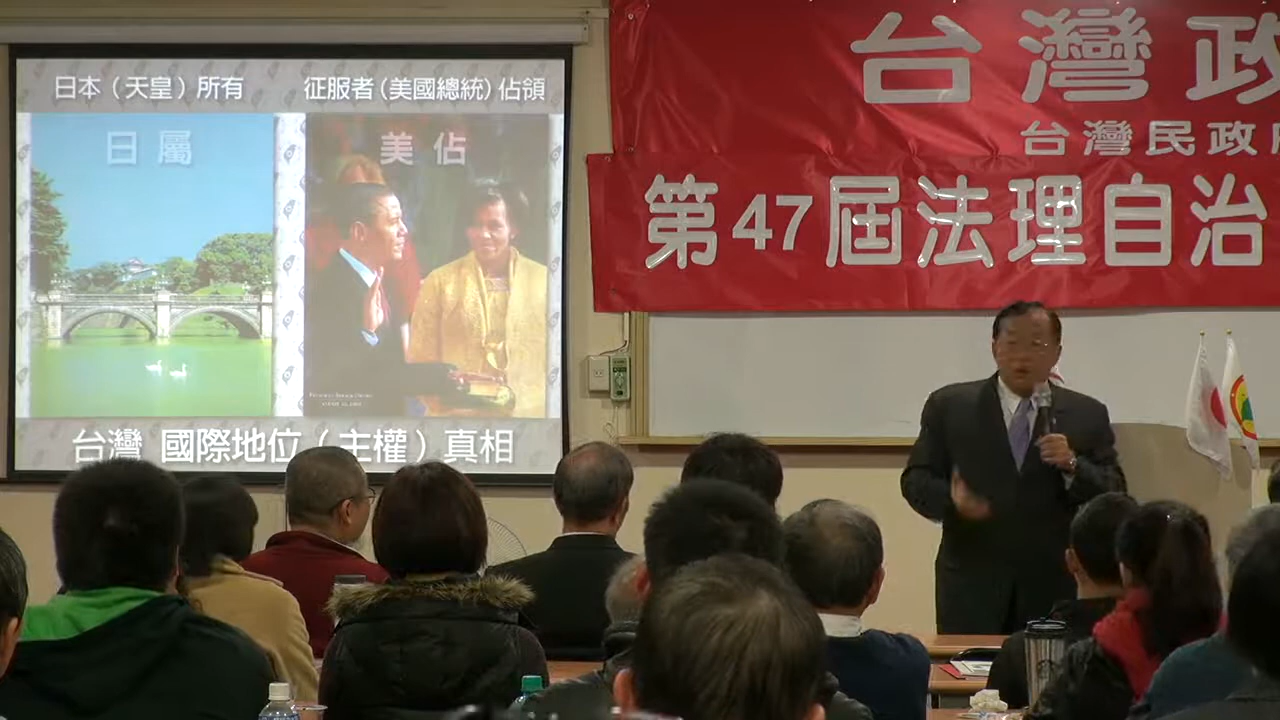 日本（天皇）所有
征服者（美國總統）佔領
日屬
美佔
台灣 國際地位（主權）真相
台灣政
台灣民政府
第47屆法理自治